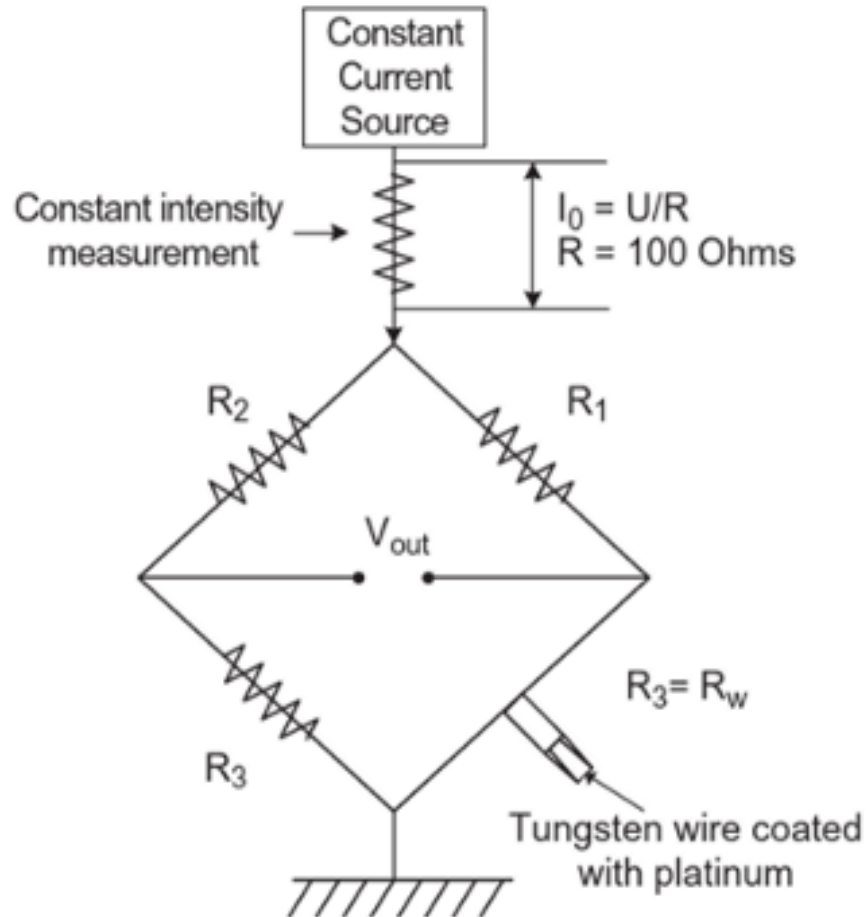 Constant
Current
Source
Constant intensity
measurement
I₀ = U/R
R = 100 Ohms
R₂
R₁
Vout
R₃= Rw
R₃
Tungsten wire coated
with platinum